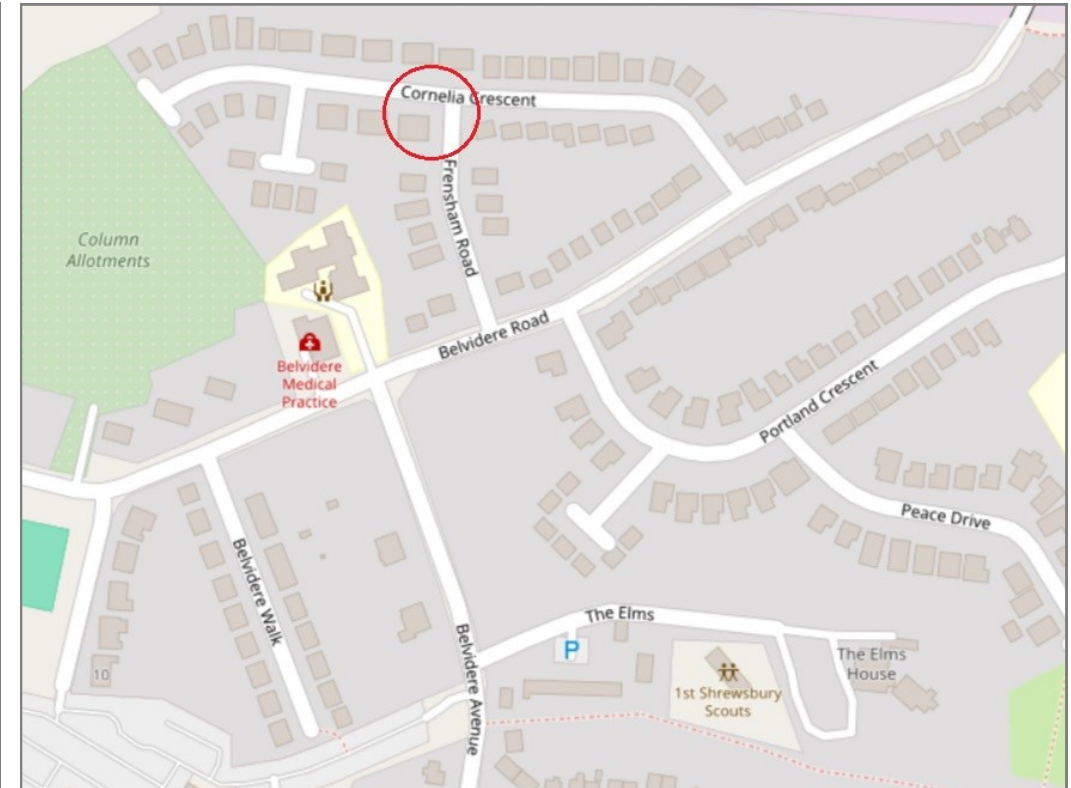 Cornelia Crescent
Frensham Road
Column
Allotments
Belvidere Road
Belvidere
Medical
Practice
Portland Crescent
Peace Drive
Belvidere Walk
The Elms
P
The Elms
House
Belvidere Avenue
10
1st Shrewsbury
Scouts